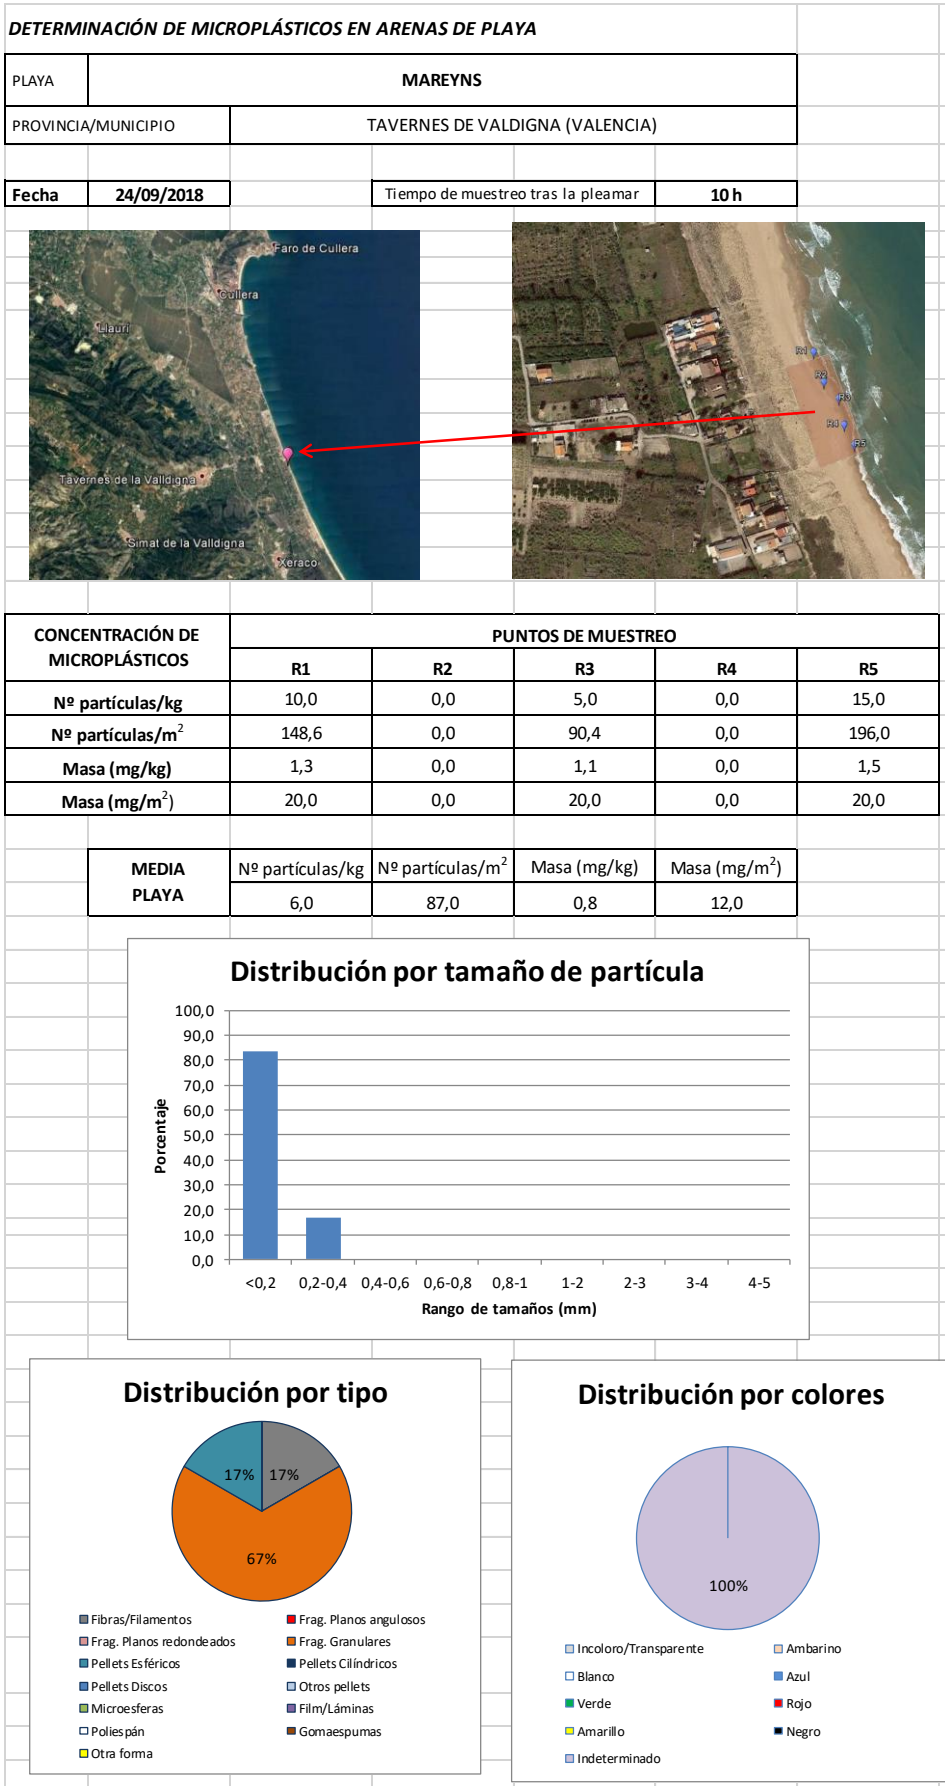 DETERMINACIÓN DE MICROPLÁSTICOS EN ARENAS DE PLAYA
PLAYA MAREYNS
PROVINCIA/MUNICIPIO TAVERNES DE VALDIGNA (VALENCIA)
Fecha 24/09/2018 Tiempo de muestreo tras la pleamar 10 h
Faro de Cullera
Cullera
Llauri
Tavernes de la Valldigna
Simat de la Valldigna
Xeraco
R1
R2
R3
R4
R5
CONCENTRACIÓN DE MICROPLÁSTICOS PUNTOS DE MUESTREO
R1 R2 R3 R4 R5
Nº partículas/kg 10,0 0,0 5,0 0,0 15,0
Nº partículas/m² 148,6 0,0 90,4 0,0 196,0
Masa (mg/kg) 1,3 0,0 1,1 0,0 1,5
Masa (mg/m²) 20,0 0,0 20,0 0,0 20,0
MEDIA PLAYA Nº partículas/kg Nº partículas/m² Masa (mg/kg) Masa (mg/m²)
6,0 87,0 0,8 12,0
Distribución por tamaño de partícula
100,0
90,0
80,0
70,0
60,0
50,0
40,0
30,0
20,0
10,0
0,0
Porcentaje
<0,2 0,2-0,4 0,4-0,6 0,6-0,8 0,8-1 1-2 2-3 3-4 4-5
Rango de tamaños (mm)
Distribución por tipo
17% 17%
67%
Fibras/Filamentos Frag. Planos angulosos
Frag. Planos redondeados Frag. Granulares
Pellets Esféricos Pellets Cilíndricos
Pellets Discos Otros pellets
Microesferas Film/Láminas
Poliespán Gomaespumas
Otra forma
Distribución por colores
100%
Incoloro/Transparente Ambarino
Blanco Azul
Verde Rojo
Amarillo Negro
Indeterminado